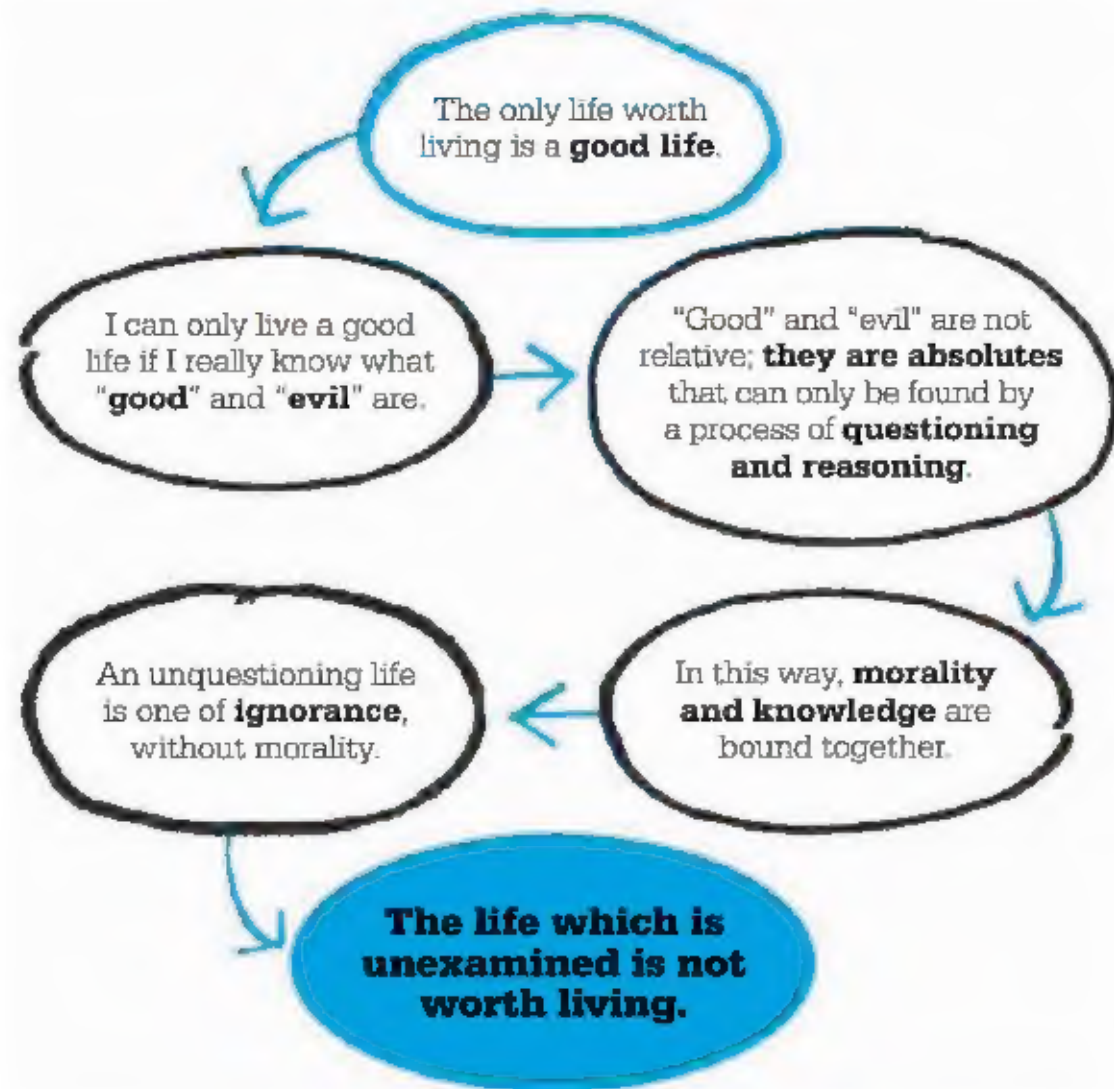 The only life worth
living is a good life.
I can only live a good
life if I really know what
"good" and "evil" are.
"Good" and "evil" are not
relative; they are absolutes
that can only be found by
a process of questioning
and reasoning.
In this way, morality
and knowledge are
bound together.
An unquestioning life
is one of ignorance,
without morality.
The life which is
unexamined is not
worth living.